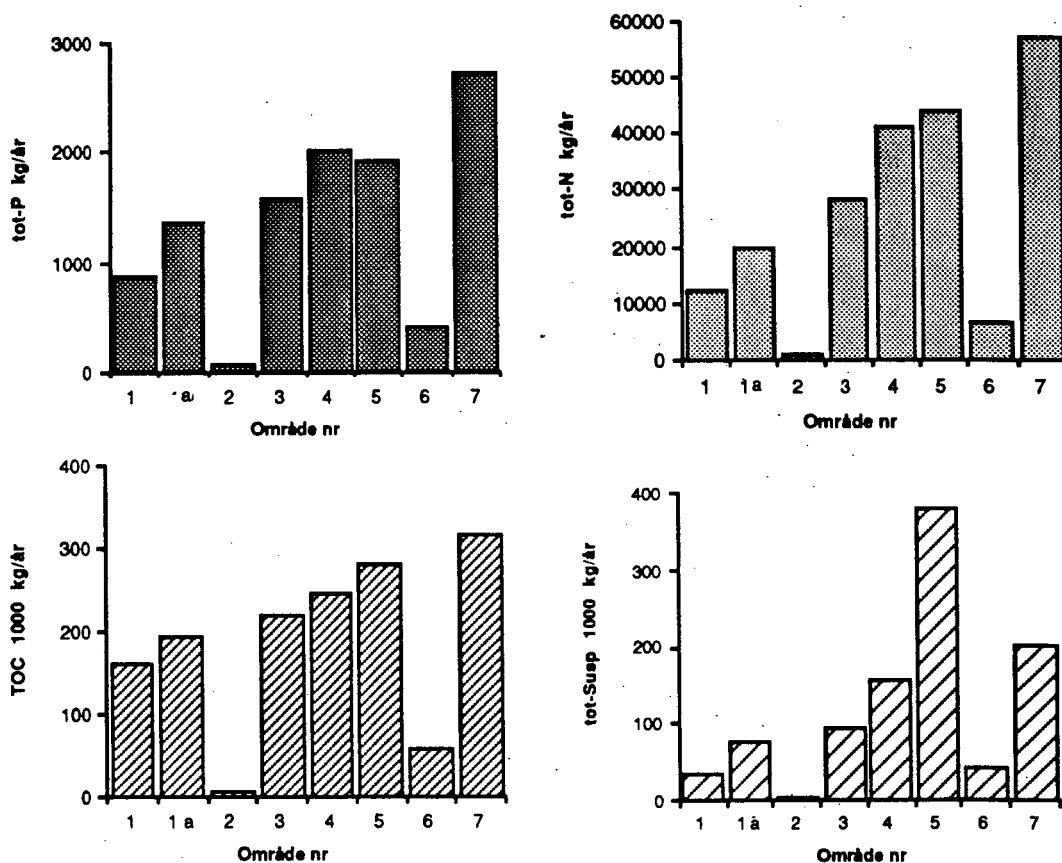 tot-P kg/år
3000
2000
1000
0
1 1a 2 3 4 5 6 7
Område nr
tot-N kg/år
60000
50000
40000
30000
20000
10000
0
1 1a 2 3 4 5 6 7
Område nr
TOC 1000 kg/år
400
300
200
100
0
1 1a 2 3 4 5 6 7
Område nr
tot-Susp 1000 kg/år
400
300
200
100
0
1 1a 2 3 4 5 6 7
Område nr